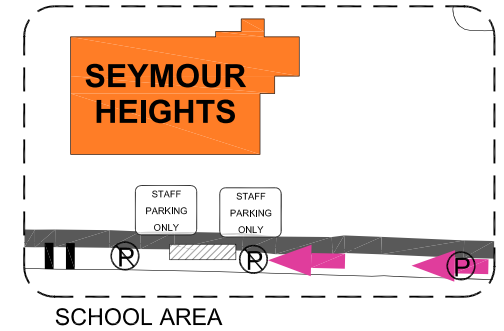 SEYMOUR
HEIGHTS
STAFF
PARKING
ONLY
STAFF
PARKING
ONLY
P
P
P
SCHOOL AREA